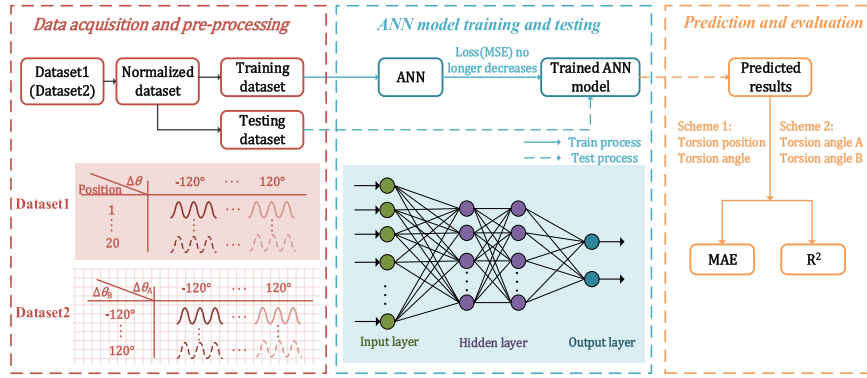 Data acquisition and pre-processing
Dataset1
(Dataset2)
Normalized
dataset
Training
dataset
Testing
dataset
Dataset1
Δθ
Position
-120° ··· 120°
1
20
···
Dataset2
Δθ_A
Δθ_B
-120° ··· 120°
-120°
120°
···
ANN model training and testing
ANN
Loss(MSE) no
longer decreases
Trained ANN
model
Train process
Test process
Input layer
Hidden layer
Output layer
Prediction and evaluation
Predicted
results
Scheme 1:
Torsion position
Torsion angle
Scheme 2:
Torsion angle A
Torsion angle B
MAE
R²